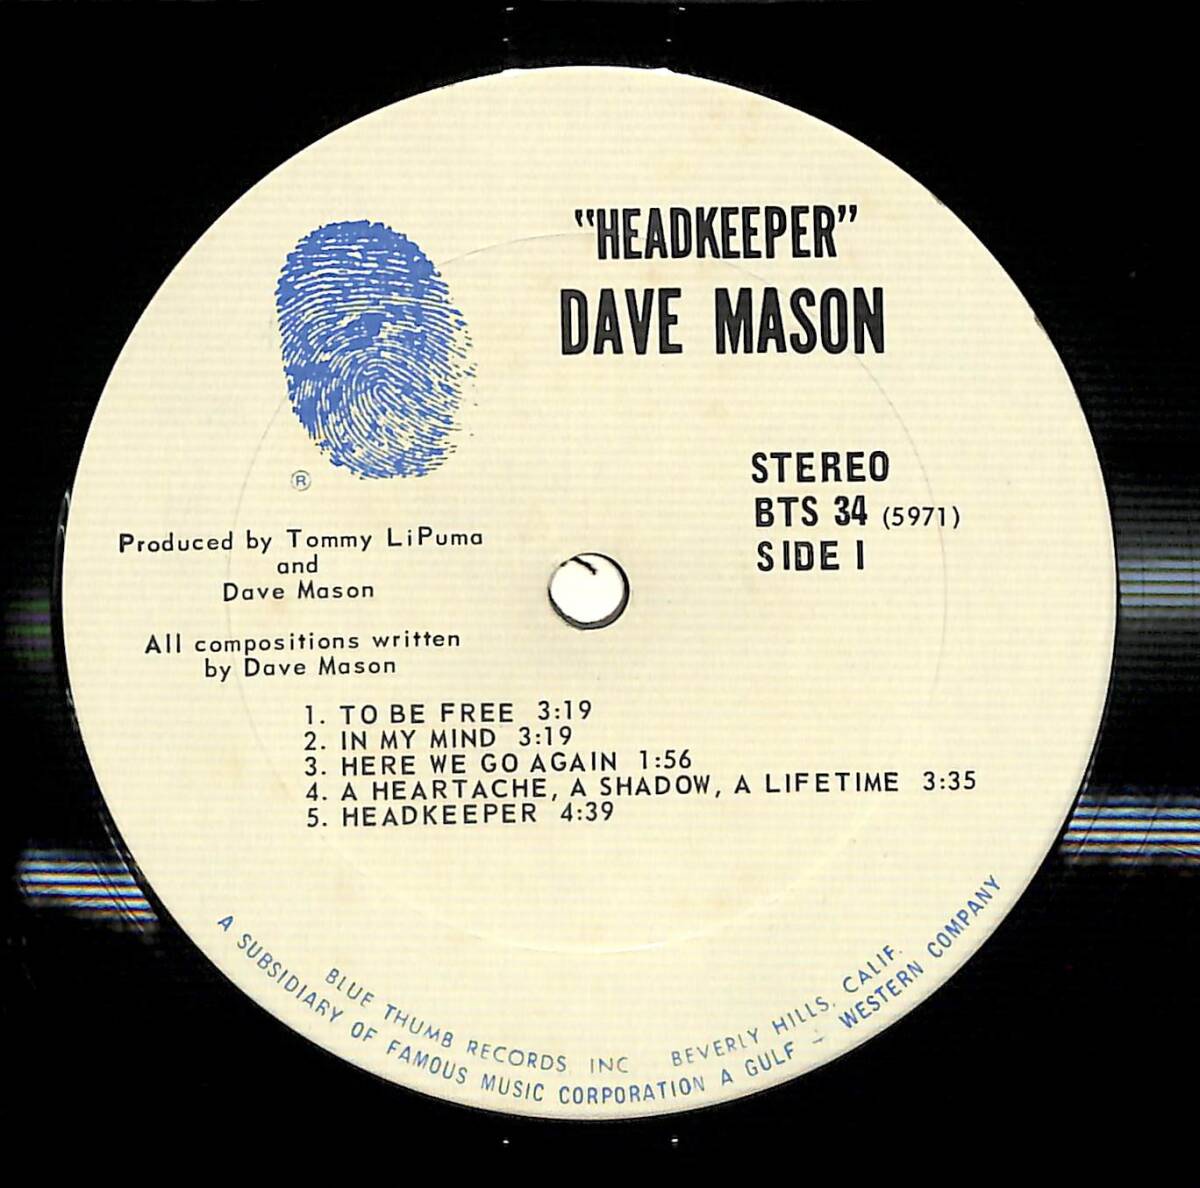 "HEADKEEPER"
DAVE MASON
®
STEREO
BTS 34 (5971)
SIDE I
Produced by Tommy LiPuma
and
Dave Mason
All compositions written
by Dave Mason
1. TO BE FREE 3:19
2. IN MY MIND 3:19
3. HERE WE GO AGAIN 1:56
4. A HEARTACHE, A SHADOW, A LIFETIME 3:35
5. HEADKEEPER 4:39
BLUE THUMB RECORDS INC BEVERLY HILLS, CALIF.
A SUBSIDIARY OF FAMOUS MUSIC CORPORATION A GULF - WESTERN COMPANY